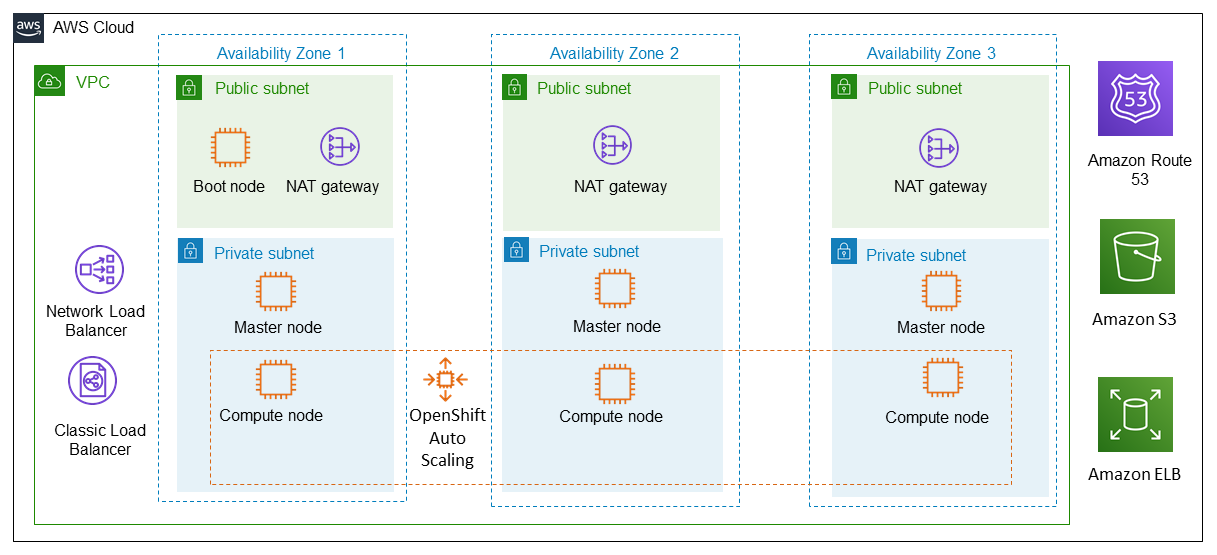 aws
AWS Cloud
Availability Zone 1
Availability Zone 2
Availability Zone 3
VPC
Public subnet
Public subnet
Public subnet
53
Boot node
NAT gateway
NAT gateway
NAT gateway
Amazon Route
53
Private subnet
Private subnet
Private subnet
Network Load
Balancer
Master node
Master node
Master node
Amazon S3
Classic Load
Balancer
Compute node
OpenShift
Auto
Scaling
Compute node
Compute node
Amazon ELB